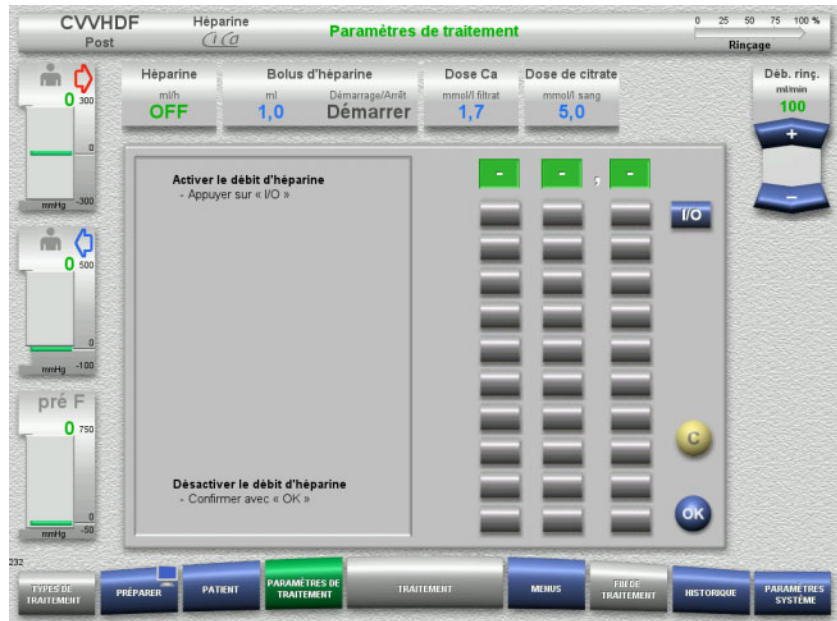 CVVHDF
Post
Héparine
Ci Ca
Paramètres de traitement
0 25 50 75 100 %
Rinçage
0 300
0
mmHg -300
0 500
0
mmHg -100
pré F
0 750
0
mmHg -50
Héparine
ml/h
OFF
Bolus d'héparine
ml Démarrage/Arrêt
1,0 Démarrer
Dose Ca
mmol/l filtrat
1,7
Dose de citrate
mmol/l sang
5,0
Déb. rinç.
ml/min
100
+
–
Activer le débit d'héparine
- Appuyer sur « I/O »
- - , -
I/O
C
Désactiver le débit d'héparine
- Confirmer avec « OK »
OK
232
TYPES DE
TRAITEMENT
PRÉPARER
PATIENT
PARAMÈTRES DE
TRAITEMENT
TRAITEMENT
MENUS
FIN DE
TRAITEMENT
HISTORIQUE
PARAMÈTRES
SYSTÈME